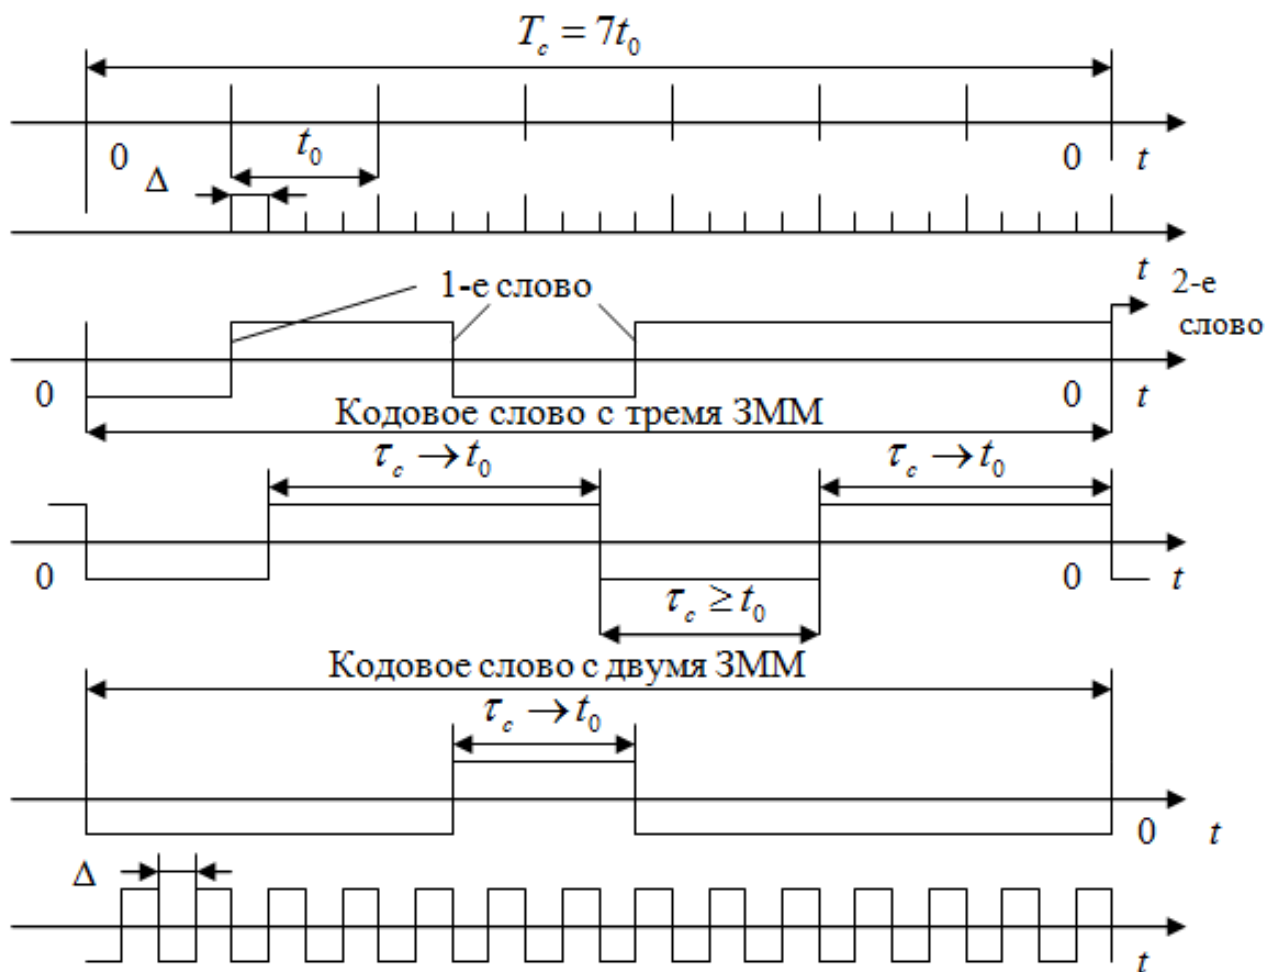 T_c = 7t_0
0 t_0 0 t
Δ
t
1-е слово 2-е
слово
0 0 t
Кодовое слово с тремя ЗММ
τ_c → t_0 τ_c → t_0
0 0 t
τ_c ≥ t_0
Кодовое слово с двумя ЗММ
τ_c → t_0
0 t
Δ
t